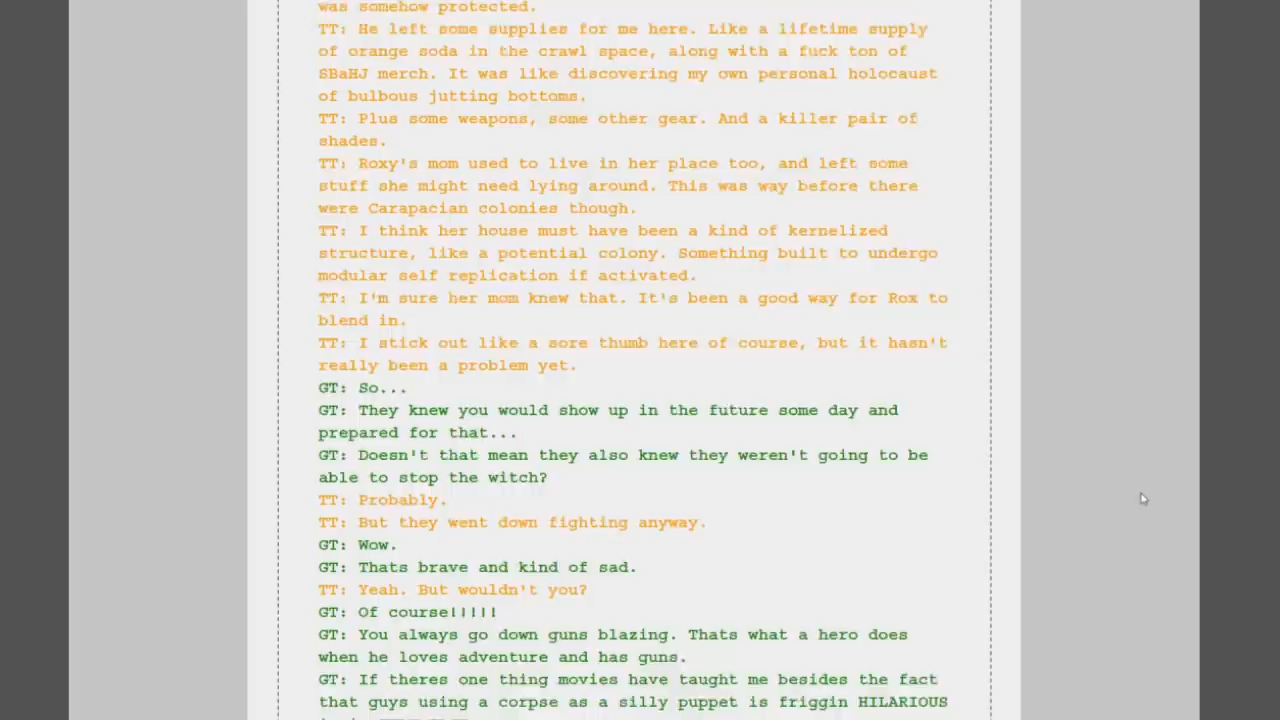 was somehow protected.
TT: He left some supplies for me here. Like a lifetime supply
of orange soda in the crawl space, along with a fuck ton of
SBaHJ merch. It was like discovering my own personal holocaust
of bulbous jutting bottoms.
TT: Plus some weapons, some other gear. And a killer pair of
shades.
TT: Roxy's mom used to live in her place too, and left some
stuff she might need lying around. This was way before there
were Carapacian colonies though.
TT: I think her house must have been a kind of kernelized
structure, like a potential colony. Something built to undergo
modular self replication if activated.
TT: I'm sure her mom knew that. It's been a good way for Rox to
blend in.
TT: I stick out like a sore thumb here of course, but it hasn't
really been a problem yet.
GT: So...
GT: They knew you would show up in the future some day and
prepared for that...
GT: Doesn't that mean they also knew they weren't going to be
able to stop the witch?
TT: Probably.
TT: But they went down fighting anyway.
GT: Wow.
GT: Thats brave and kind of sad.
TT: Yeah. But wouldn't you?
GT: Of course!!!!!
GT: You always go down guns blazing. Thats what a hero does
when he loves adventure and has guns.
GT: If theres one thing movies have taught me besides the fact
that guys using a corpse as a silly puppet is friggin HILARIOUS